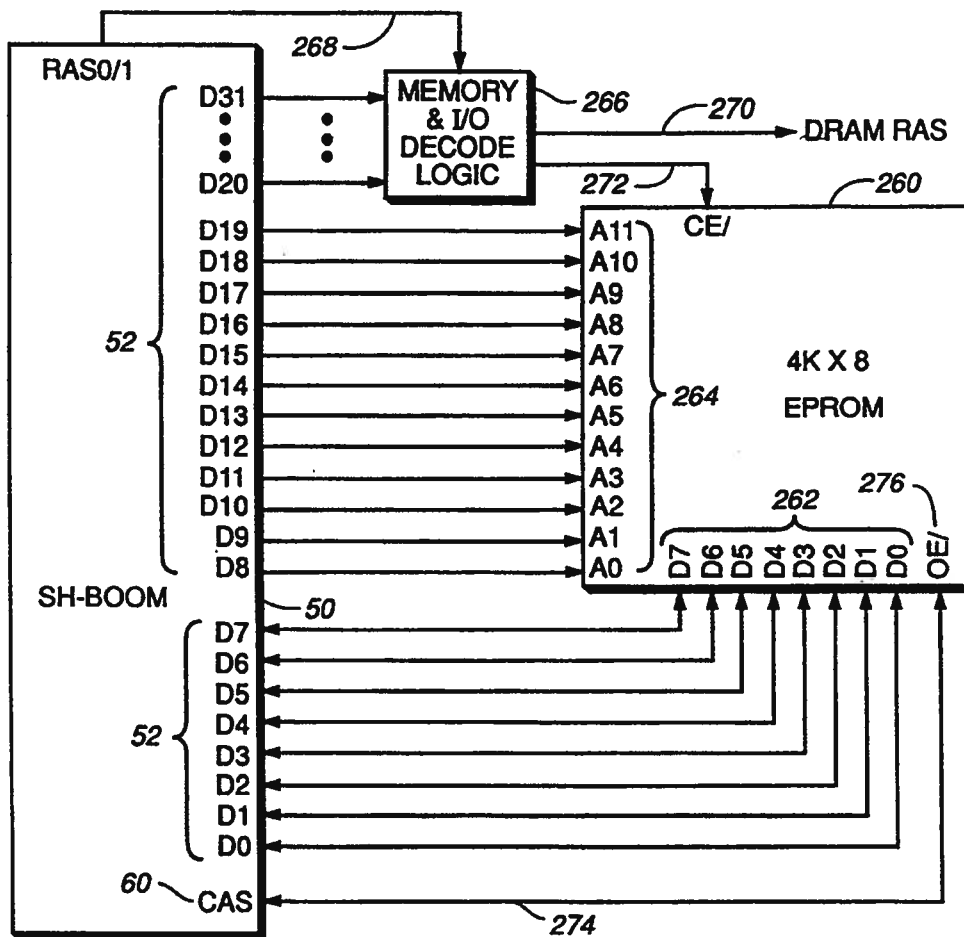 268
RAS0/1
D31
D20
MEMORY
& I/O
DECODE
LOGIC
266
270
DRAM RAS
272
260
CE/
D19
D18
D17
D16
D15
D14
D13
D12
D11
D10
D9
D8
52
A11
A10
A9
A8
A7
A6
A5
A4
A3
A2
A1
A0
264
4K X 8
EPROM
276
262
D7
D6
D5
D4
D3
D2
D1
D0
OE/
SH-BOOM
50
D7
D6
D5
D4
D3
D2
D1
D0
52
60
CAS
274